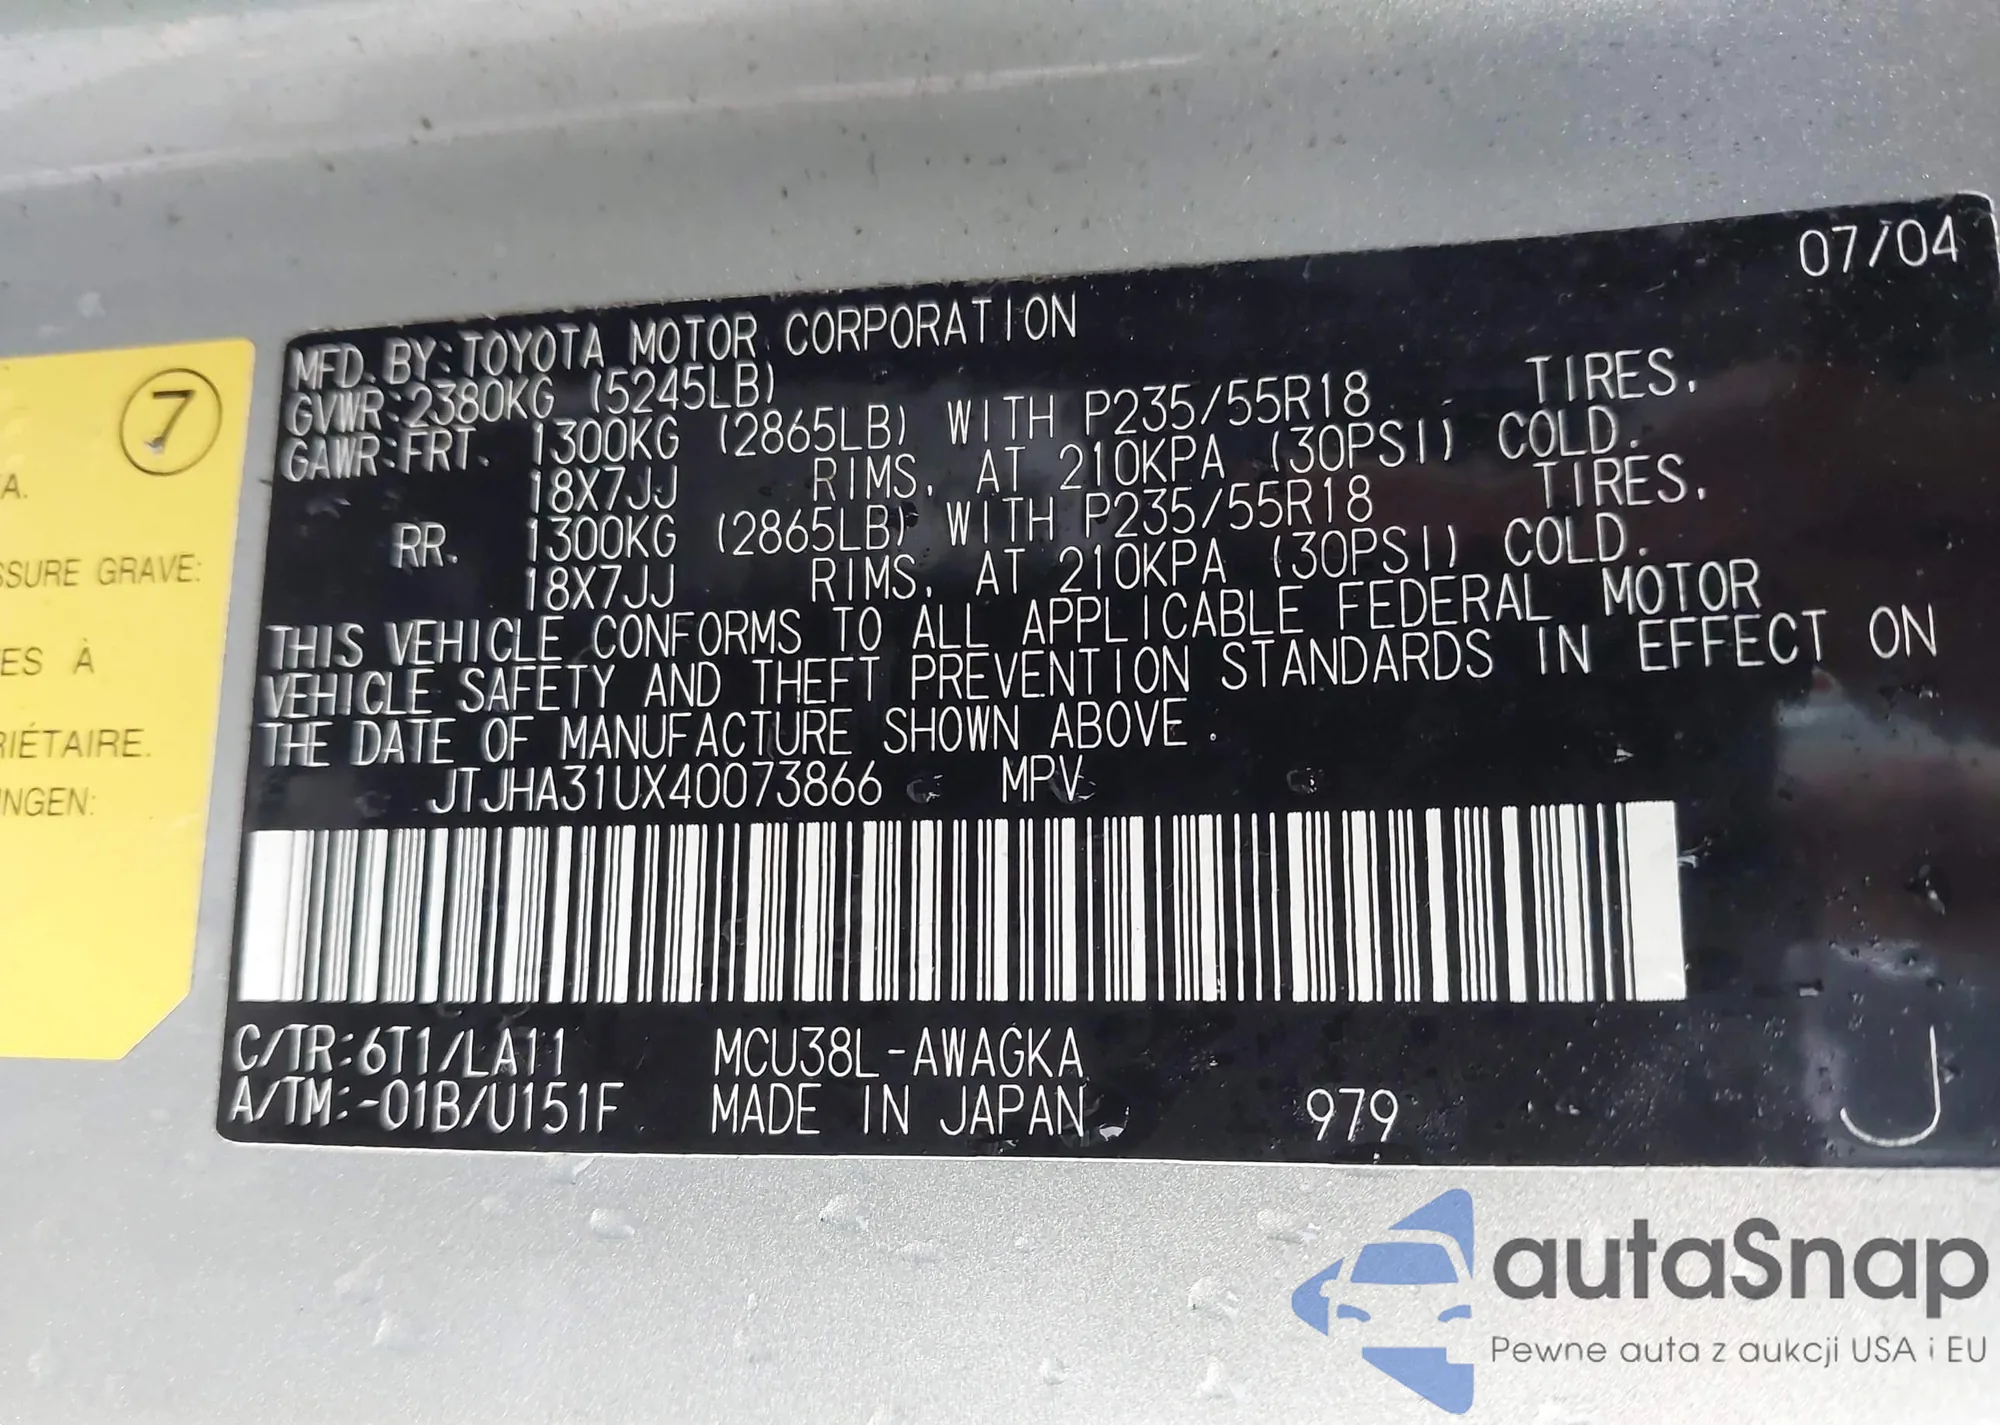 07/04
MFD. BY: TOYOTA MOTOR CORPORATION
GVWR: 2380KG (5245LB)
GAWR: FRT. 1300KG (2865LB) WITH P235/55R18 TIRES,
18X7JJ RIMS, AT 210KPA (30PSI) COLD.
RR. 1300KG (2865LB) WITH P235/55R18 TIRES,
18X7JJ RIMS, AT 210KPA (30PSI) COLD.
THIS VEHICLE CONFORMS TO ALL APPLICABLE FEDERAL MOTOR
VEHICLE SAFETY AND THEFT PREVENTION STANDARDS IN EFFECT ON
THE DATE OF MANUFACTURE SHOWN ABOVE.
JTJHA31UX40073866 MPV
C/TR: 6T1/LA11 MCU38L-AWAGKA
A/TM: -01B/U151F MADE IN JAPAN 979 J
7
A.
SSURE GRAVE:
ES À
RIÉTAIRE.
NGEN:
autaSnap
Pewne auta z aukcji USA i EU